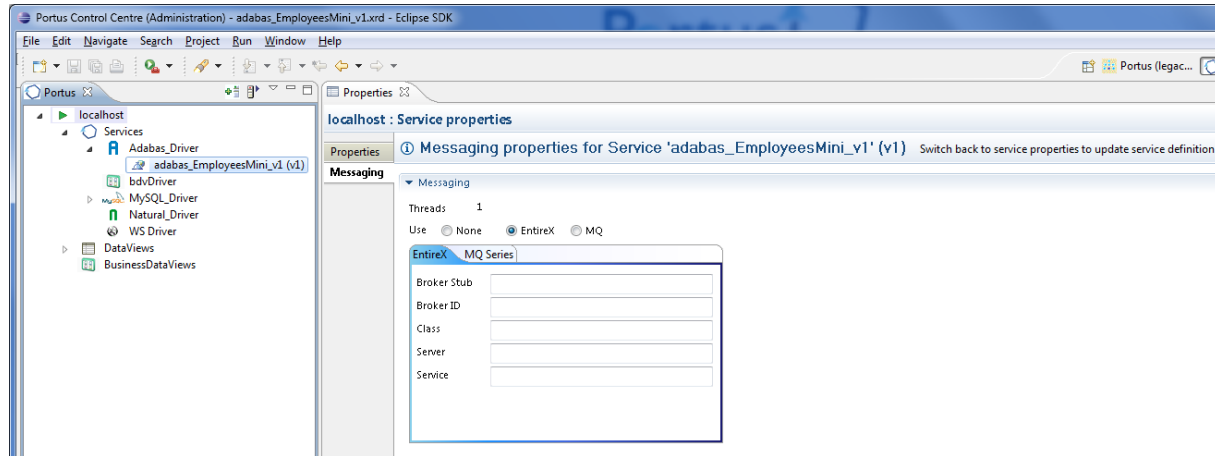 Portus Control Centre (Administration) - adabas_EmployeesMini_v1.xrd - Eclipse SDK
File Edit Navigate Search Project Run Window Help
Portus (legac...
Portus
Properties
localhost
Services
Adabas_Driver
adabas_EmployeesMini_v1 (v1)
bdvDriver
MySQL_Driver
Natural_Driver
WS Driver
DataViews
BusinessDataViews
localhost : Service properties
Properties
Messaging
Messaging properties for Service 'adabas_EmployeesMini_v1' (v1) Switch back to service properties to update service definition
Messaging
Threads 1
Use None EntireX MQ
EntireX MQ Series
Broker Stub
Broker ID
Class
Server
Service